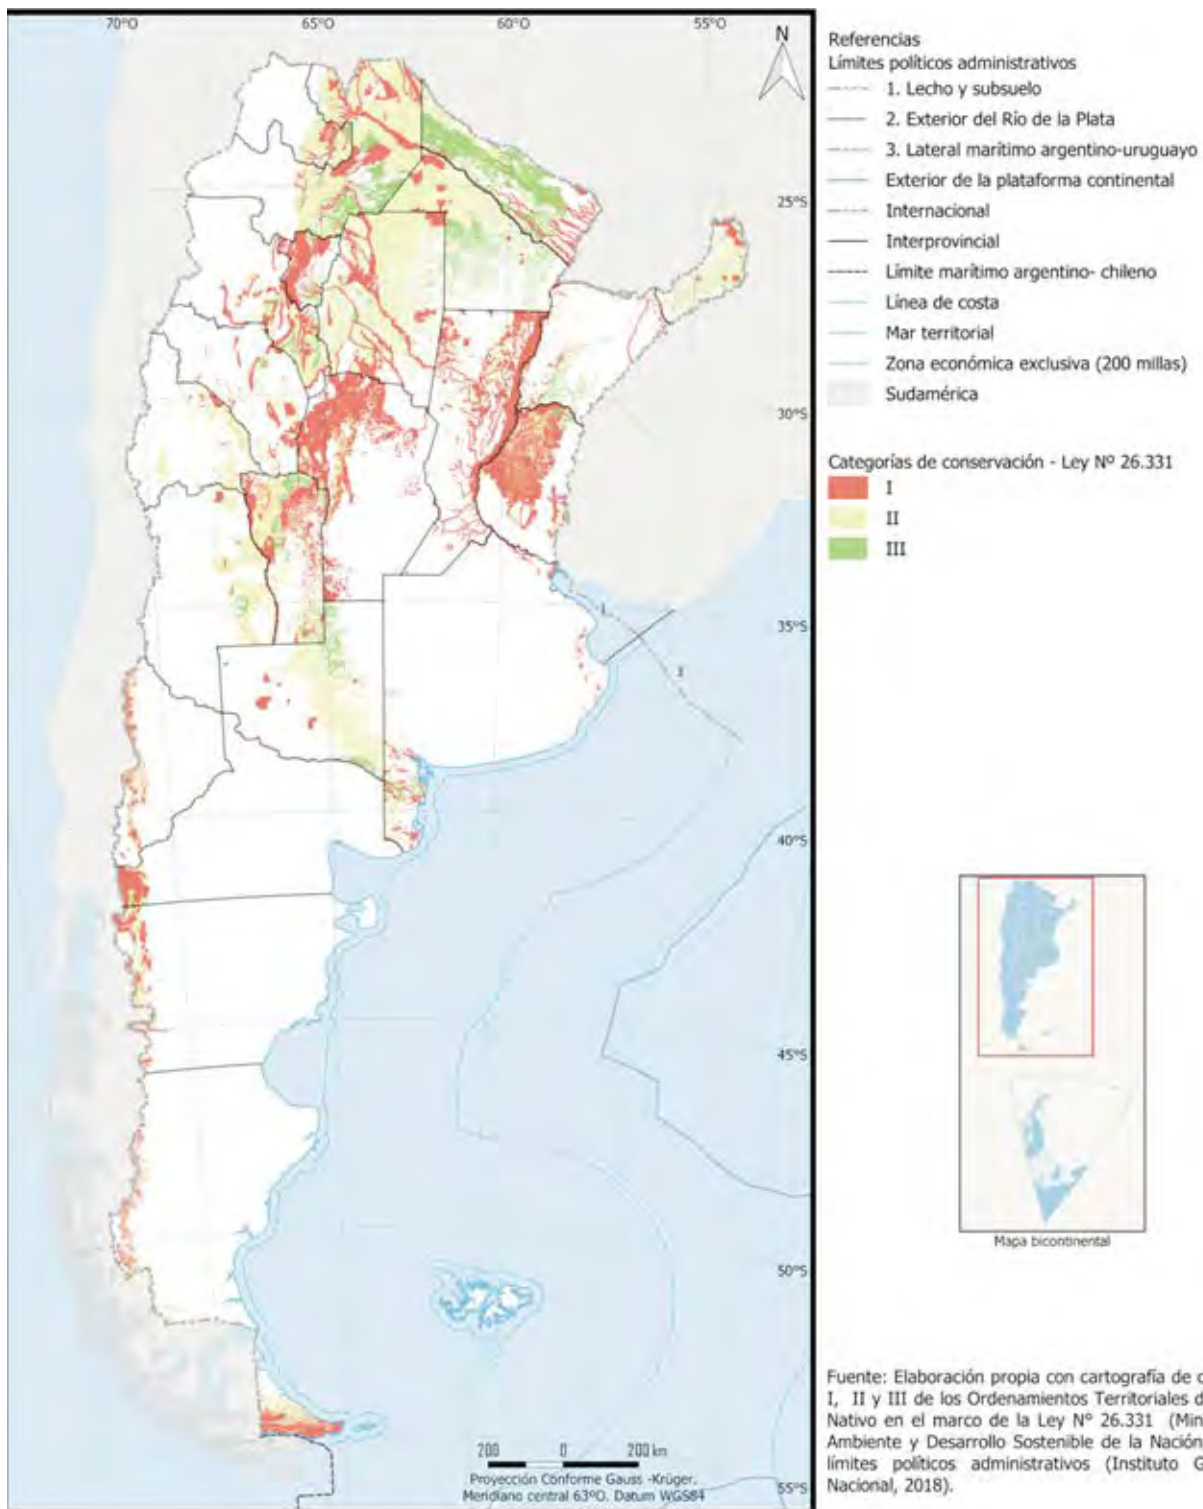 70°O 65°O 60°O 55°O
N
25°S
30°S
35°S
40°S
45°S
50°S
55°S
1
3
200 0 200 km
Proyección Conforme Gauss -Krüger.
Meridiano central 63°O. Datum WGS84
Referencias
Límites políticos administrativos
1. Lecho y subsuelo
2. Exterior del Río de la Plata
3. Lateral marítimo argentino-uruguayo
Exterior de la plataforma continental
Internacional
Interprovincial
Límite marítimo argentino- chileno
Línea de costa
Mar territorial
Zona económica exclusiva (200 millas)
Sudamérica
Categorías de conservación - Ley Nº 26.331
I
II
III
Mapa bicontinental
Fuente: Elaboración propia con cartografía de
I, II y III de los Ordenamientos Territoriales
Nativo en el marco de la Ley N° 26.331 (Min
Ambiente y Desarrollo Sostenible de la Nación
límites políticos administrativos (Instituto G
Nacional, 2018).